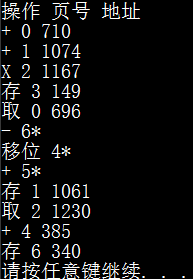 操作 页号 地址
+ 0 710
+ 1 1074
X 2 1167
存 3 149
取 0 696
- 6*
移位 4*
+ 5*
存 1 1061
取 2 1230
+ 4 385
存 6 340
请按任意键继续. . .